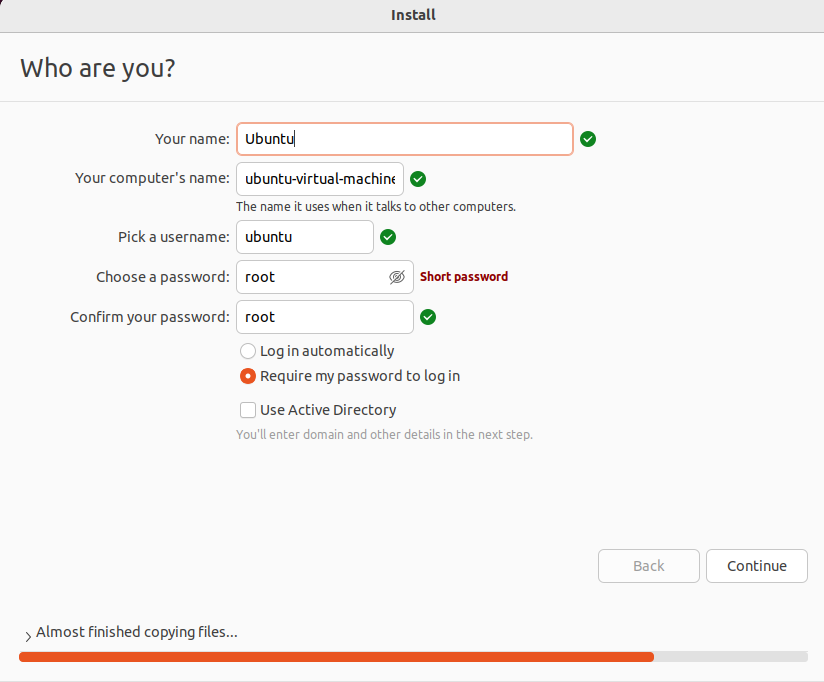 Install
Who are you?
Your name: Ubuntu
Your computer's name: ubuntu-virtual-machine
The name it uses when it talks to other computers.
Pick a username: ubuntu
Choose a password: root Short password
Confirm your password: root
Log in automatically
Require my password to log in
Use Active Directory
You'll enter domain and other details in the next step.
Back Continue
Almost finished copying files...